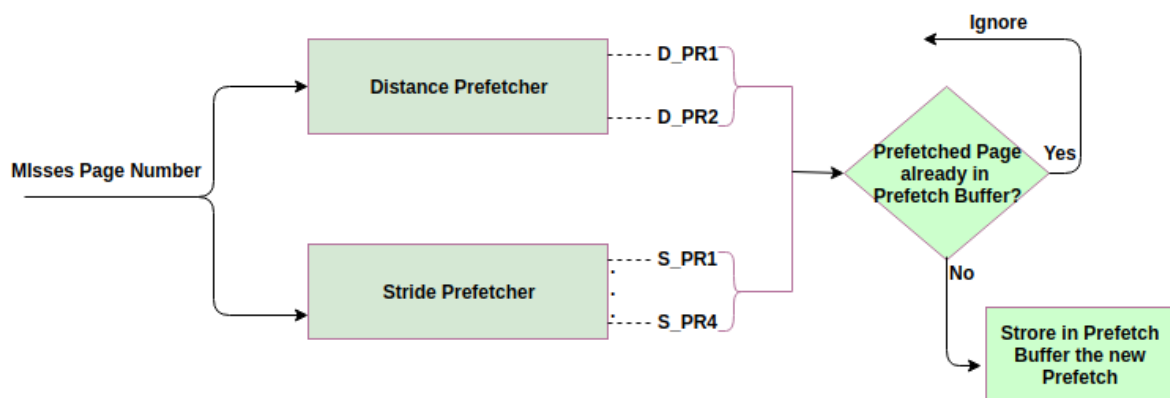 MIsses Page Number
Distance Prefetcher
D_PR1
D_PR2
Stride Prefetcher
S_PR1
S_PR4
Prefetched Page
already in
Prefetch Buffer?
Yes
Ignore
No
Strore in Prefetch
Buffer the new
Prefetch